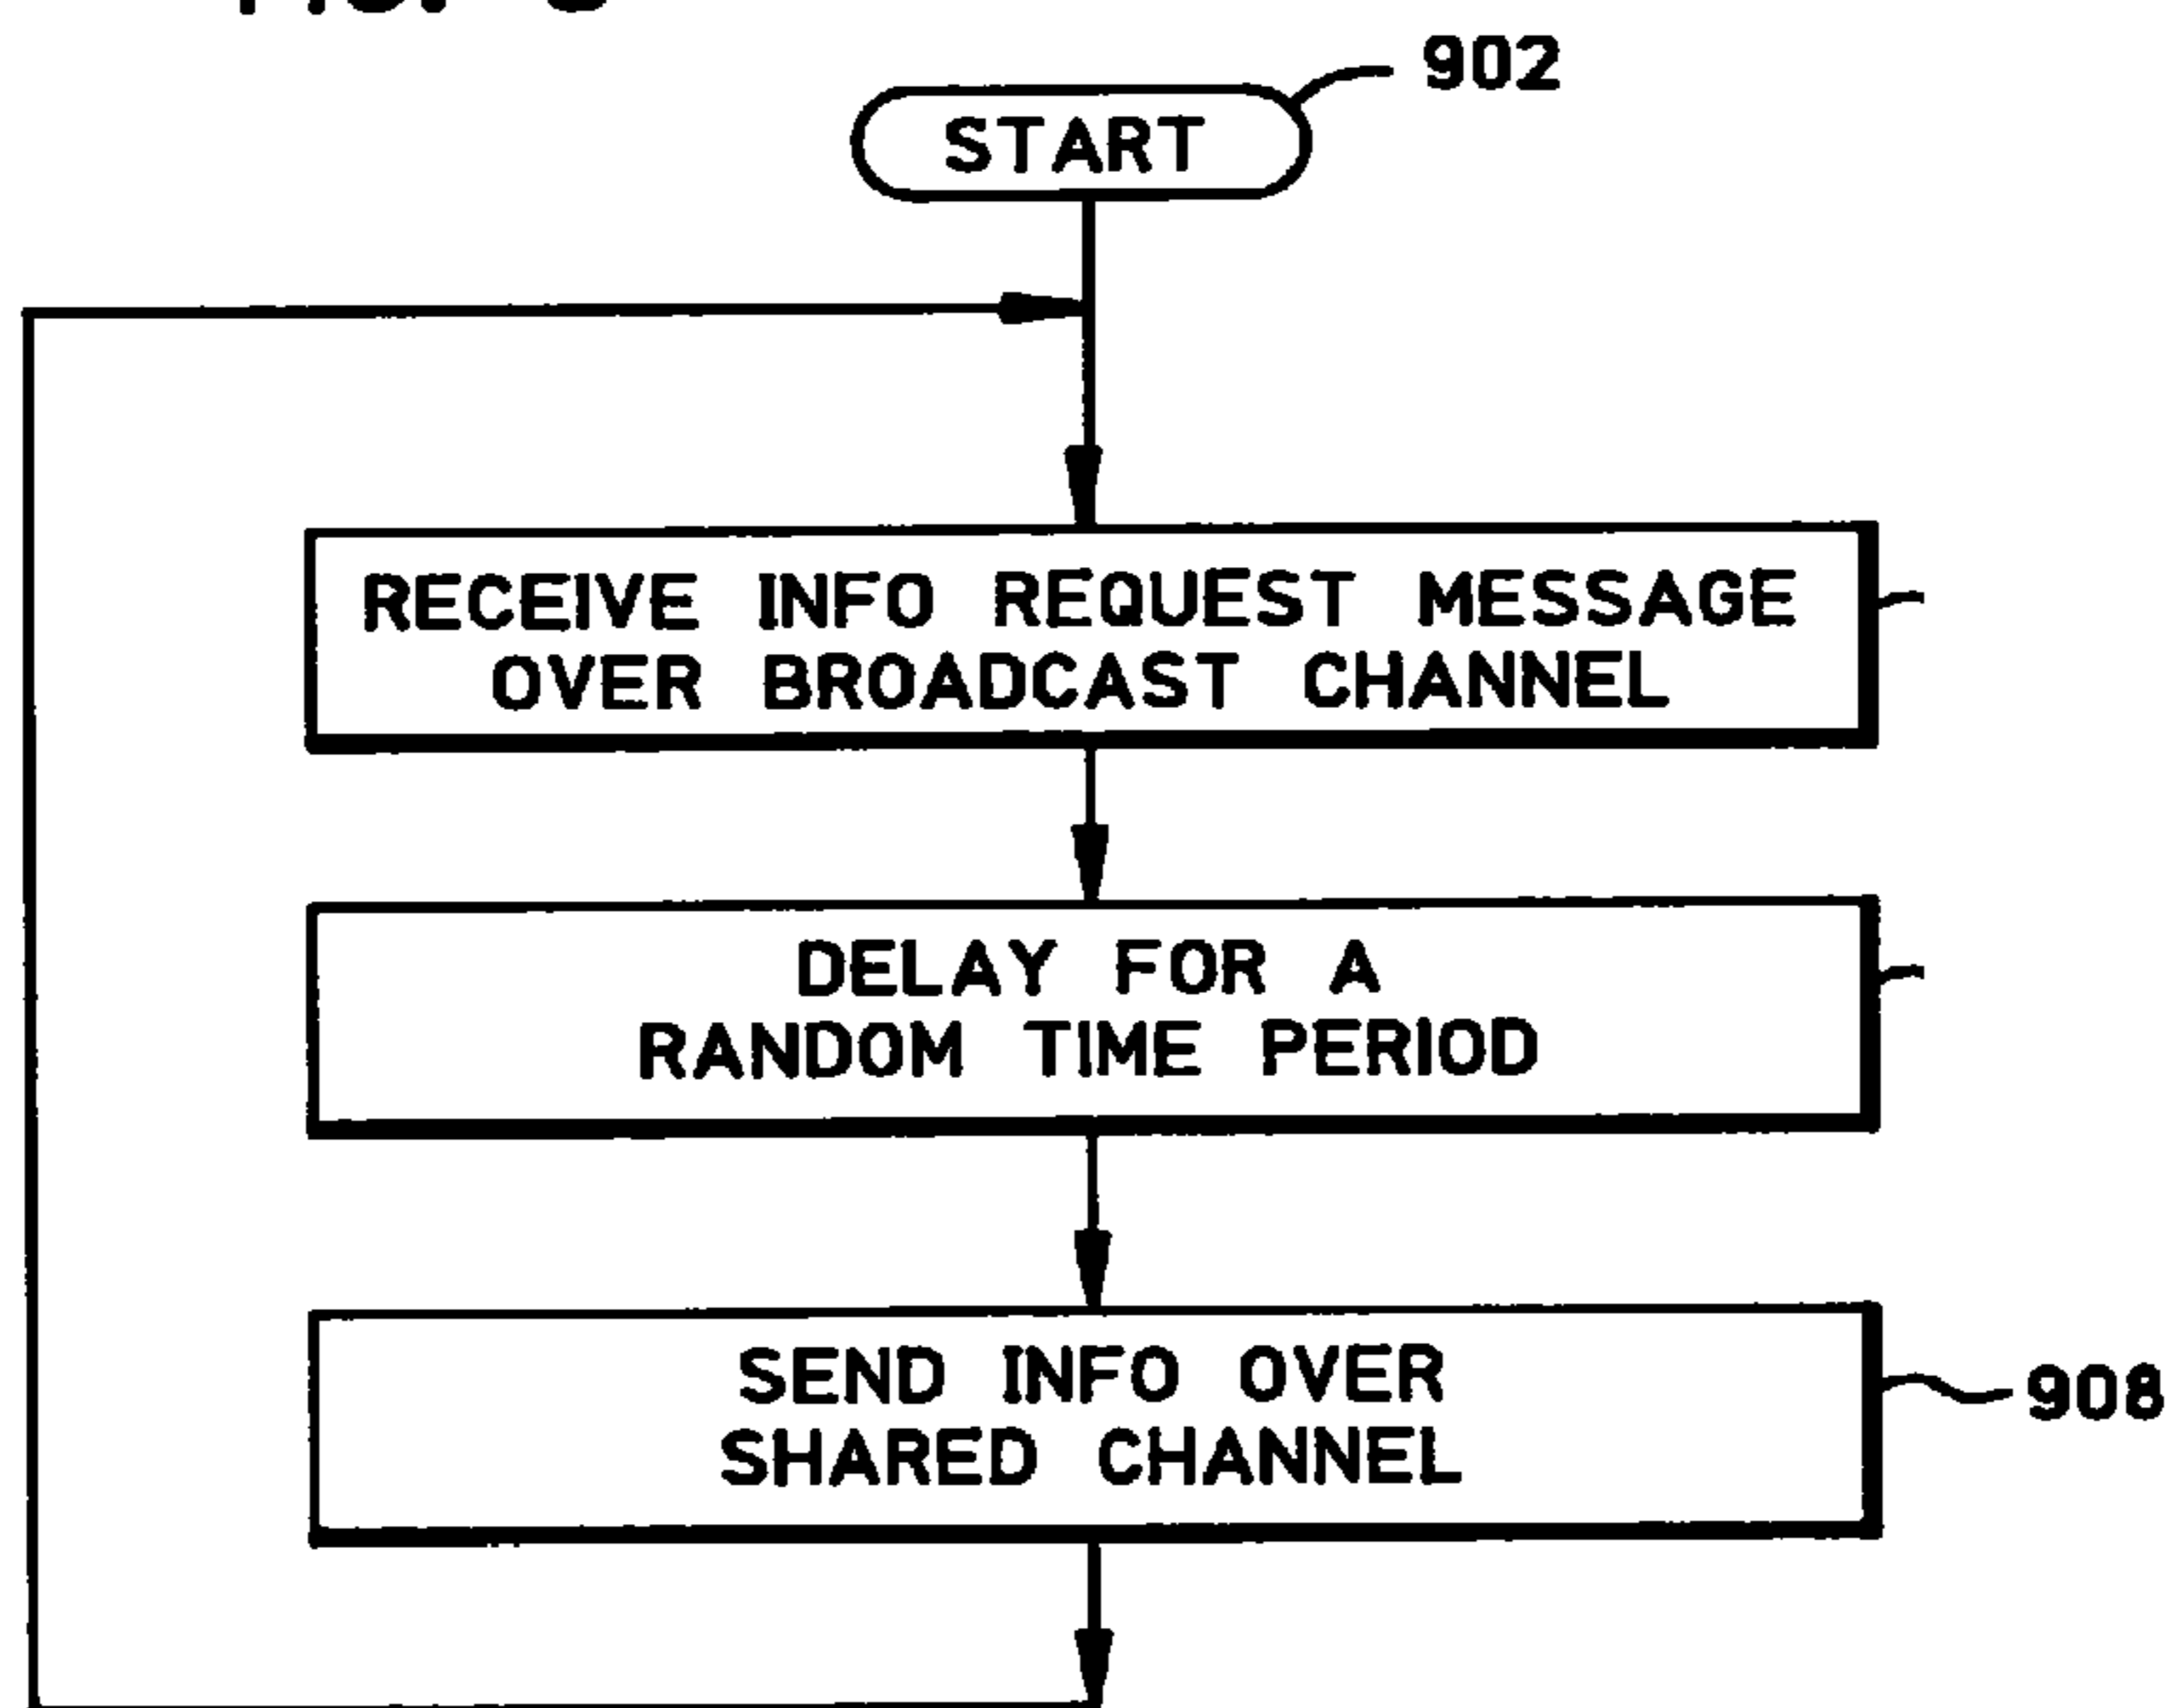 902
START
RECEIVE INFO REQUEST MESSAGE
OVER BROADCAST CHANNEL
DELAY FOR A
RANDOM TIME PERIOD
SEND INFO OVER
SHARED CHANNEL
908